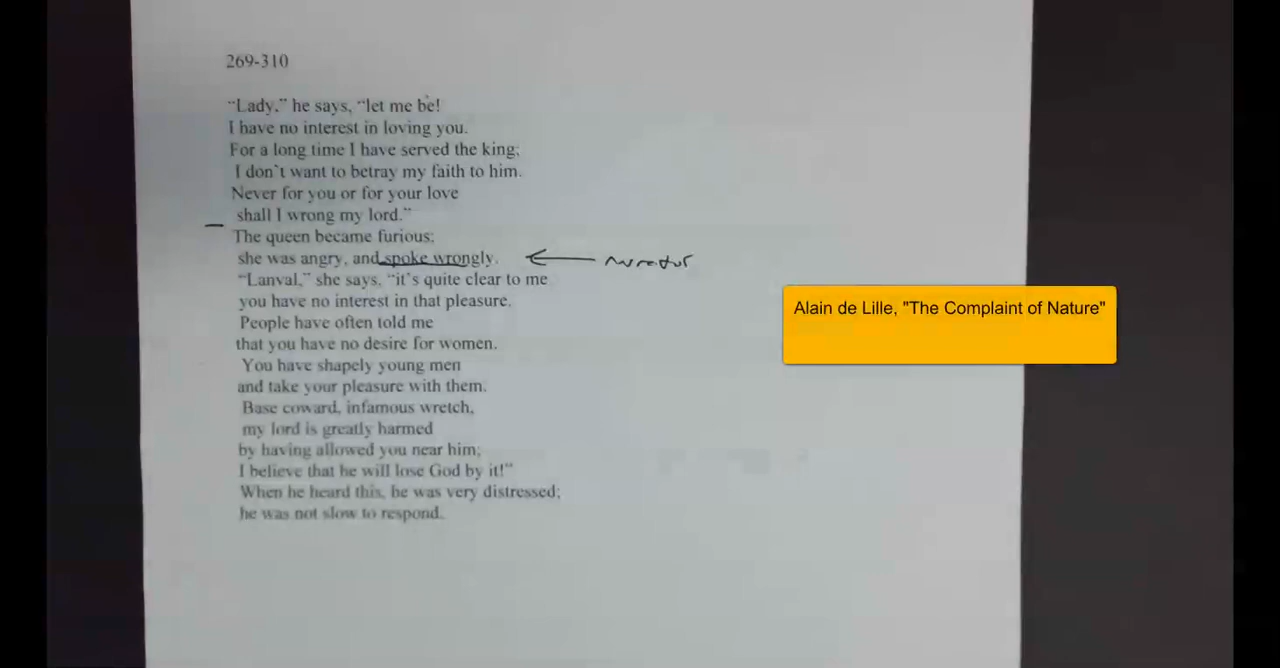 269-310
“Lady,” he says, “let me be!
I have no interest in loving you.
For a long time I have served the king;
I don't want to betray my faith to him.
Never for you or for your love
shall I wrong my lord.”
The queen became furious;
she was angry, and spoke wrongly. narrator
“Lanval,” she says, “it's quite clear to me
you have no interest in that pleasure.
People have often told me
that you have no desire for women.
You have shapely young men
and take your pleasure with them.
Base coward, infamous wretch,
my lord is greatly harmed
by having allowed you near him;
I believe that he will lose God by it!”
When he heard this, he was very distressed;
he was not slow to respond.
Alain de Lille, "The Complaint of Nature"